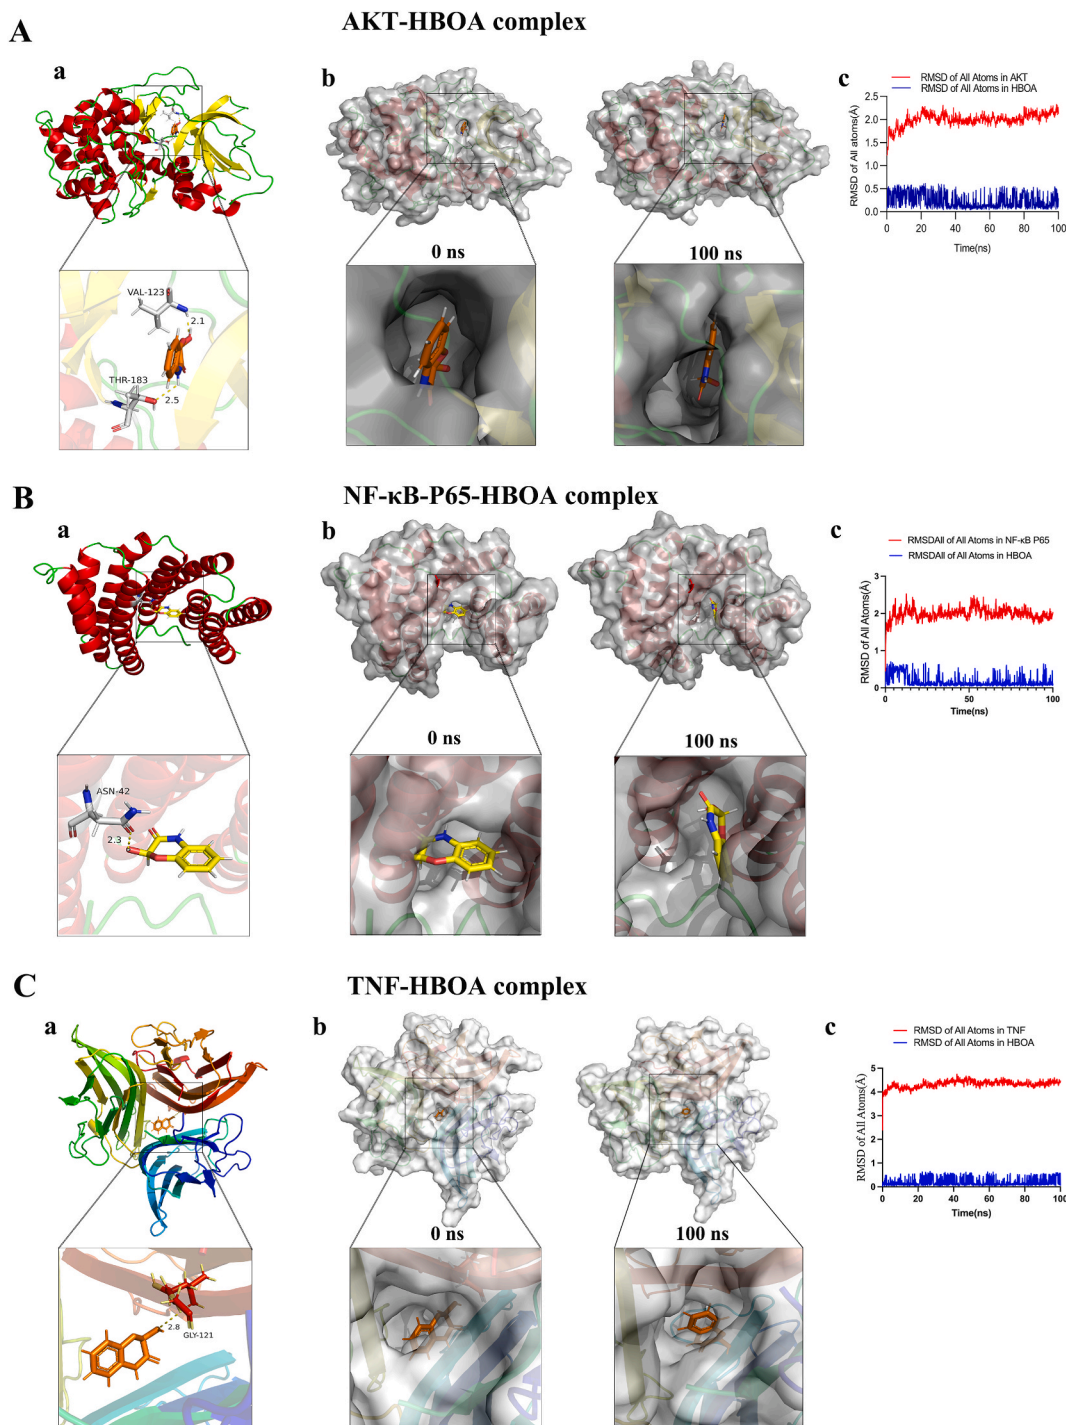 A
AKT-HBOA complex
a
b
c
RMSD of All Atoms in AKT
RMSD of All Atoms in HBOA
RMSD of All atoms(Å)
2.5
2.0
1.5
1.0
0.5
0.0
0 20 40 60 80 100
Time(ns)
0 ns
100 ns
VAL-123
2.1
THR-183
2.5
B
NF-κB-P65-HBOA complex
a
b
c
RMSDAll of All Atoms in NF-κB P65
RMSDAll of All Atoms in HBOA
RMSD of All Atoms(Å)
3
2
1
0
0 50 100
Time(ns)
0 ns
100 ns
ASN-42
2.3
C
TNF-HBOA complex
a
b
c
RMSD of All Atoms in TNF
RMSD of All Atoms in HBOA
RMSD of All Atoms(Å)
5
4
3
2
1
0
0 20 40 60 80 100
Time(ns)
0 ns
100 ns
2.8
GLY-121